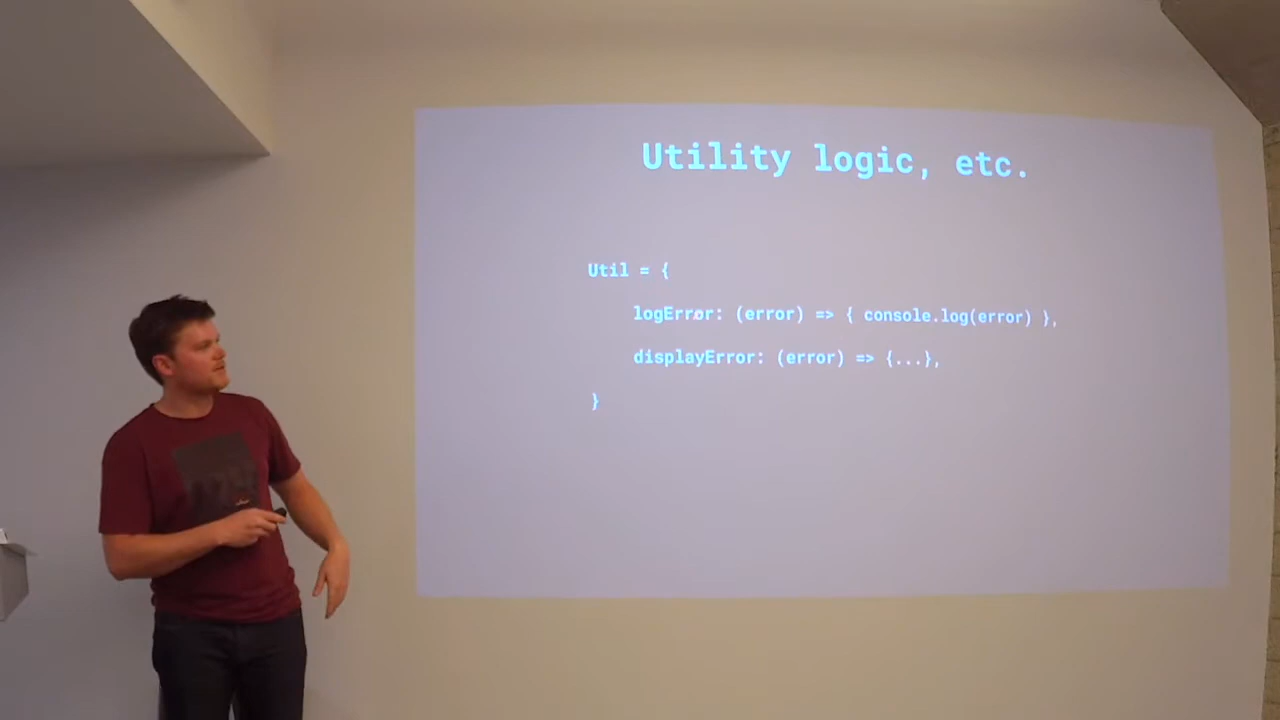 Utility logic, etc.
Util = {
logError: (error) => { console.log(error) },
displayError: (error) => {...},
}